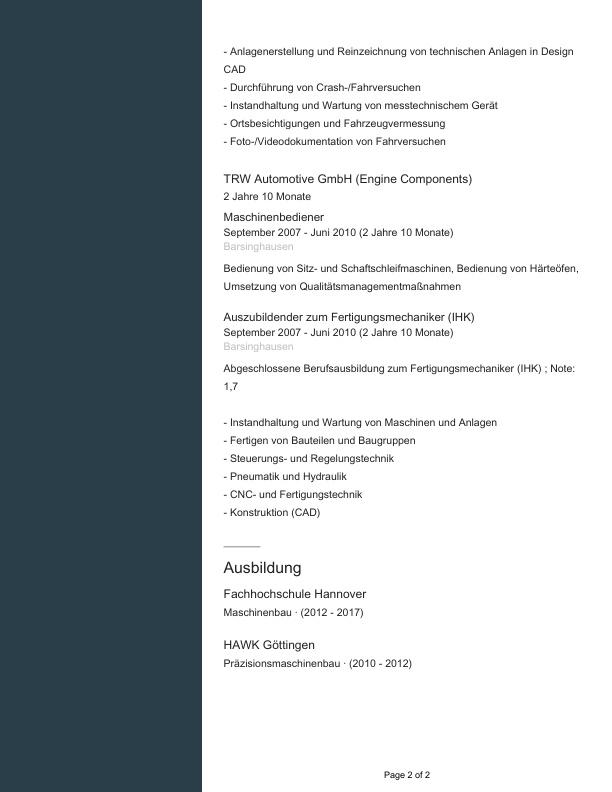 - Anlagenerstellung und Reinzeichnung von technischen Anlagen in Design
CAD
- Durchführung von Crash-/Fahrversuchen
- Instandhaltung und Wartung von messtechnischem Gerät
- Ortsbesichtigungen und Fahrzeugvermessung
- Foto-/Videodokumentation von Fahrversuchen
TRW Automotive GmbH (Engine Components)
2 Jahre 10 Monate
Maschinenbediener
September 2007 - Juni 2010 (2 Jahre 10 Monate)
Barsinghausen
Bedienung von Sitz- und Schaftschleifmaschinen, Bedienung von Härteöfen,
Umsetzung von Qualitätsmanagementmaßnahmen
Auszubildender zum Fertigungsmechaniker (IHK)
September 2007 - Juni 2010 (2 Jahre 10 Monate)
Barsinghausen
Abgeschlossene Berufsausbildung zum Fertigungsmechaniker (IHK) ; Note:
1,7
- Instandhaltung und Wartung von Maschinen und Anlagen
- Fertigen von Bauteilen und Baugruppen
- Steuerungs- und Regelungstechnik
- Pneumatik und Hydraulik
- CNC- und Fertigungstechnik
- Konstruktion (CAD)
Ausbildung
Fachhochschule Hannover
Maschinenbau · (2012 - 2017)
HAWK Göttingen
Präzisionsmaschinenbau · (2010 - 2012)
Page 2 of 2